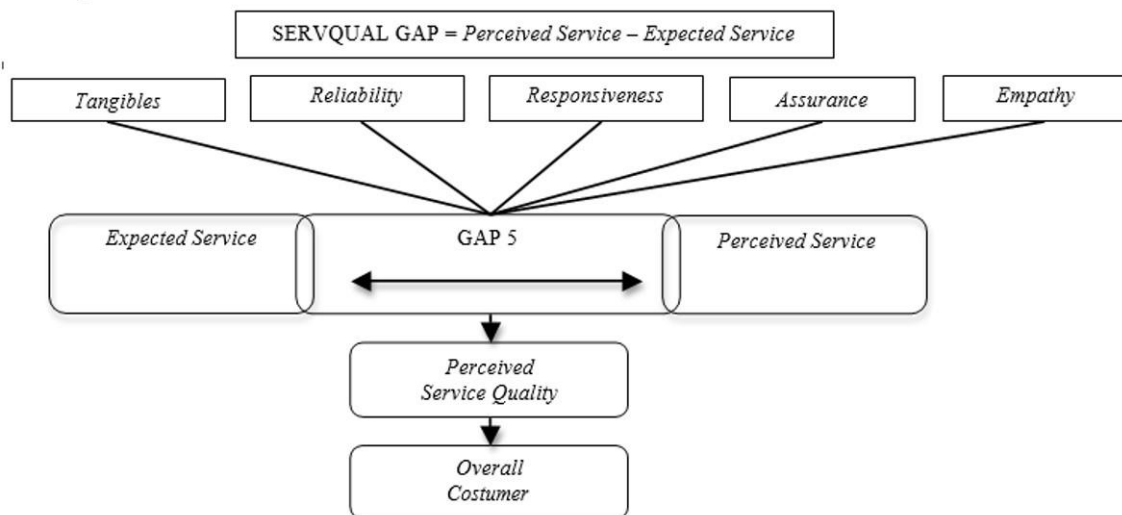 SERVQUAL GAP = Perceived Service – Expected Service
Tangibles
Reliability
Responsiveness
Assurance
Empathy
Expected Service
GAP 5
Perceived Service
Perceived
Service Quality
Overall
Costumer